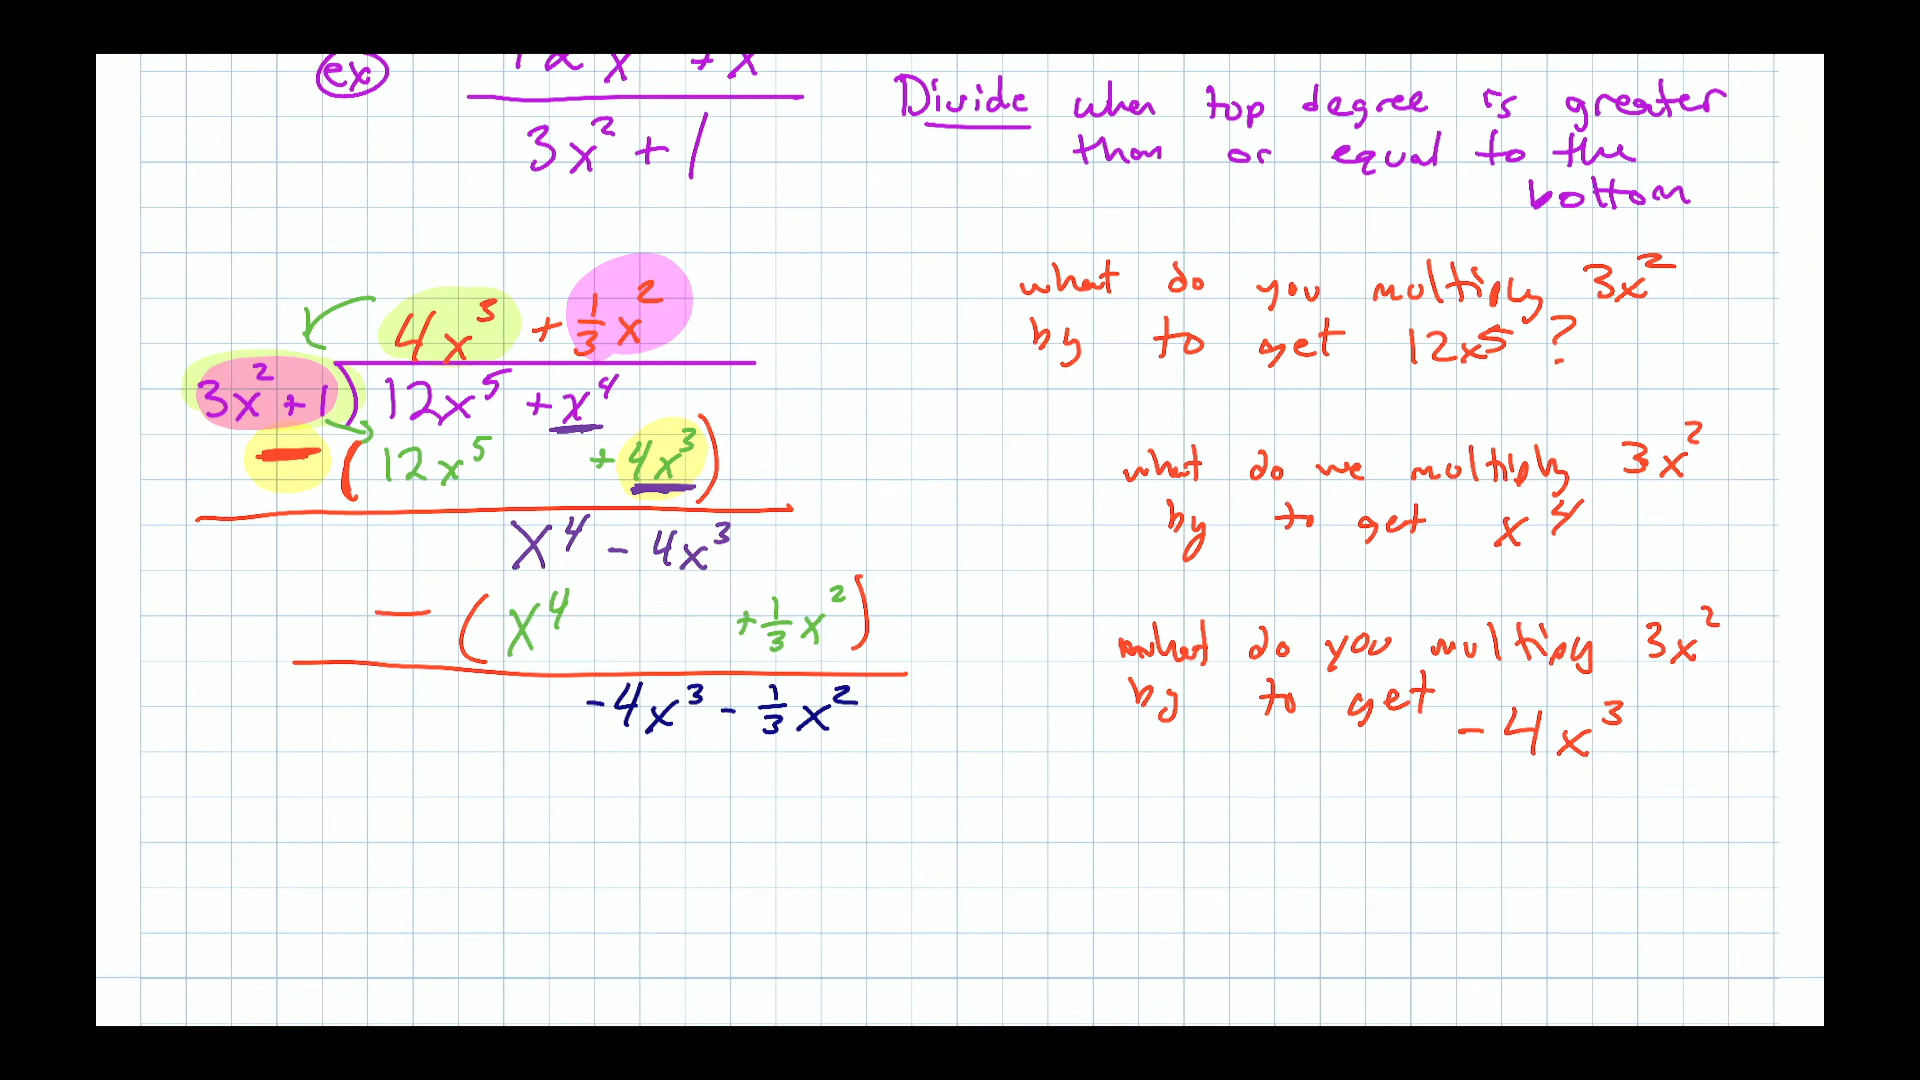 ex
12x + x
3x² + 1
Divide when top degree is greater
than or equal to the
bottom
4x³ + 1/3 x²
3x² + 1 ) 12x⁵ + x⁴
− ( 12x⁵ + 4x³ )
x⁴ − 4x³
− ( x⁴ + 1/3 x² )
-4x³ - 1/3 x²
what do you multiply 3x²
by to get 12x⁵ ?
what do we multiply 3x²
by to get x⁴
what do you multipy 3x²
by to get -4x³